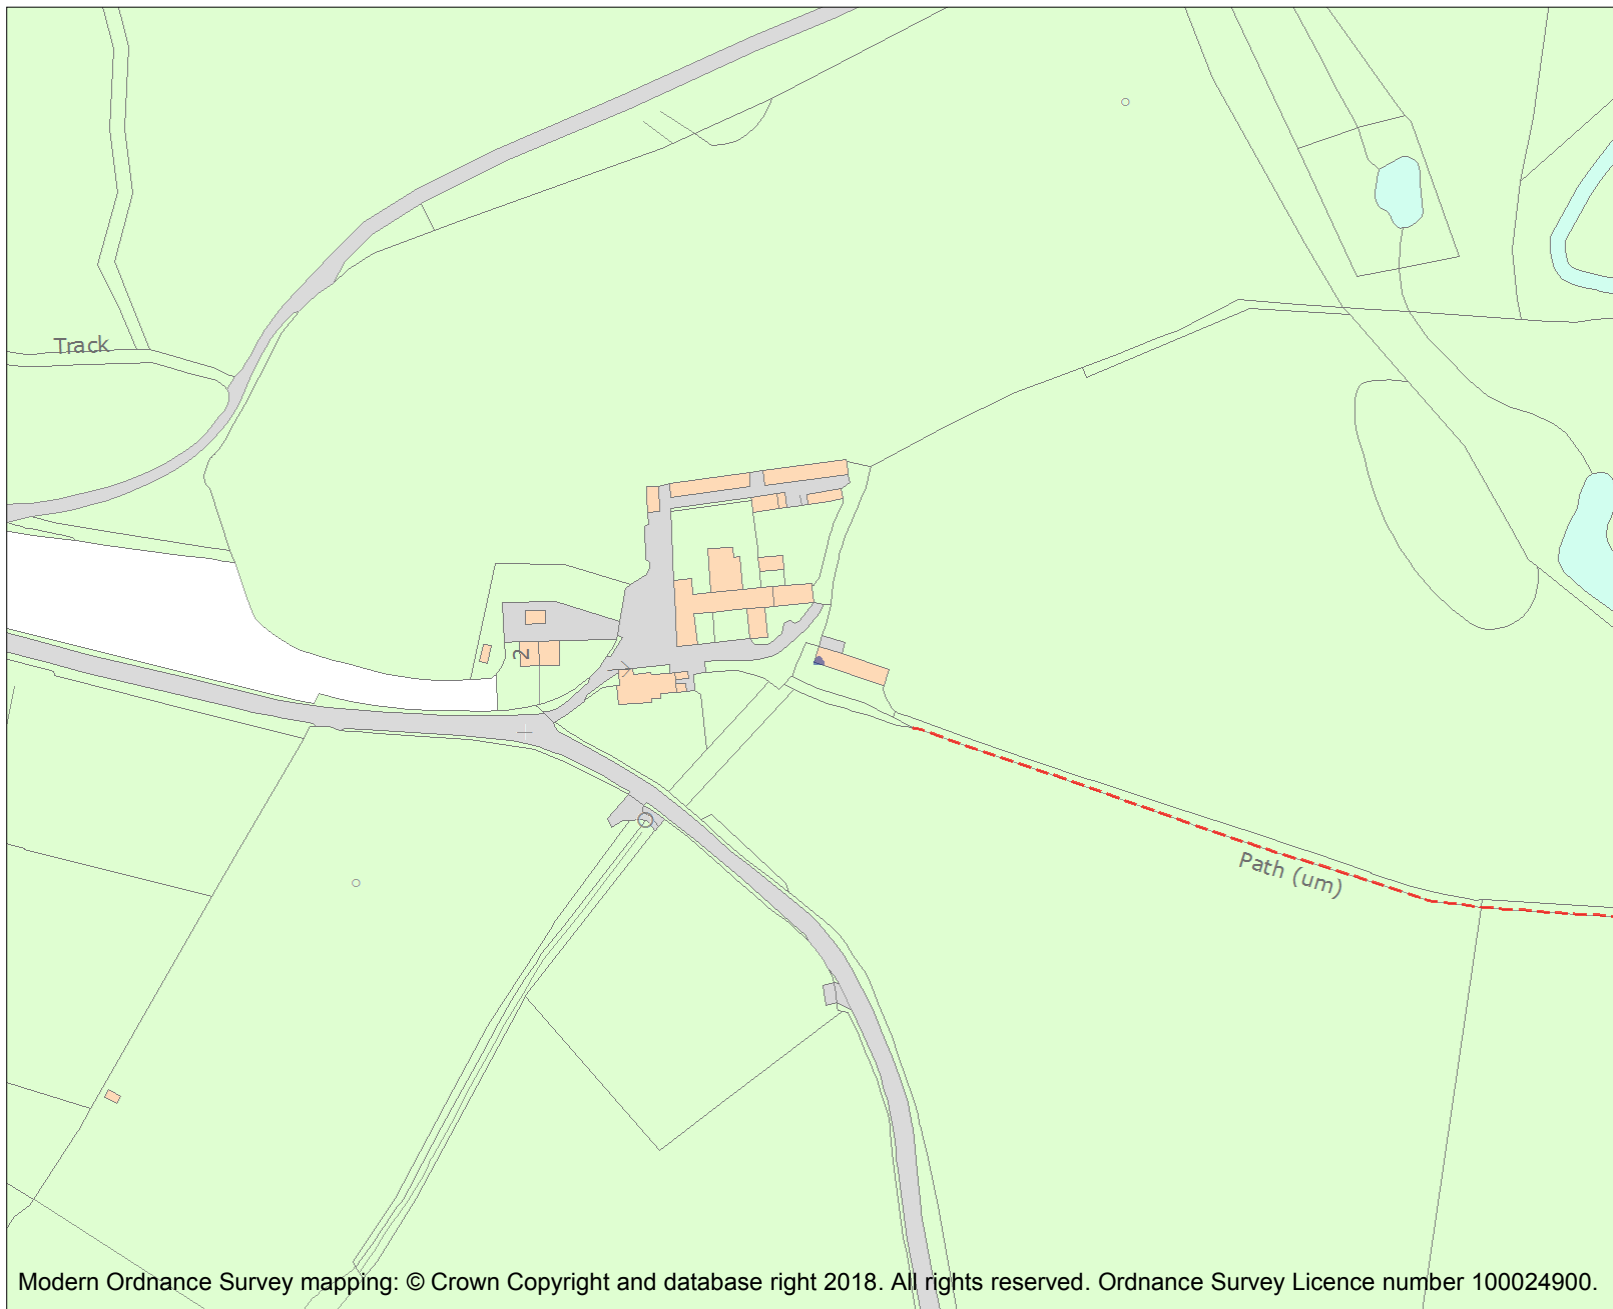 Track
2
Path (um)
Modern Ordnance Survey mapping: © Crown Copyright and database right 2018. All rights reserved. Ordnance Survey Licence number 100024900.